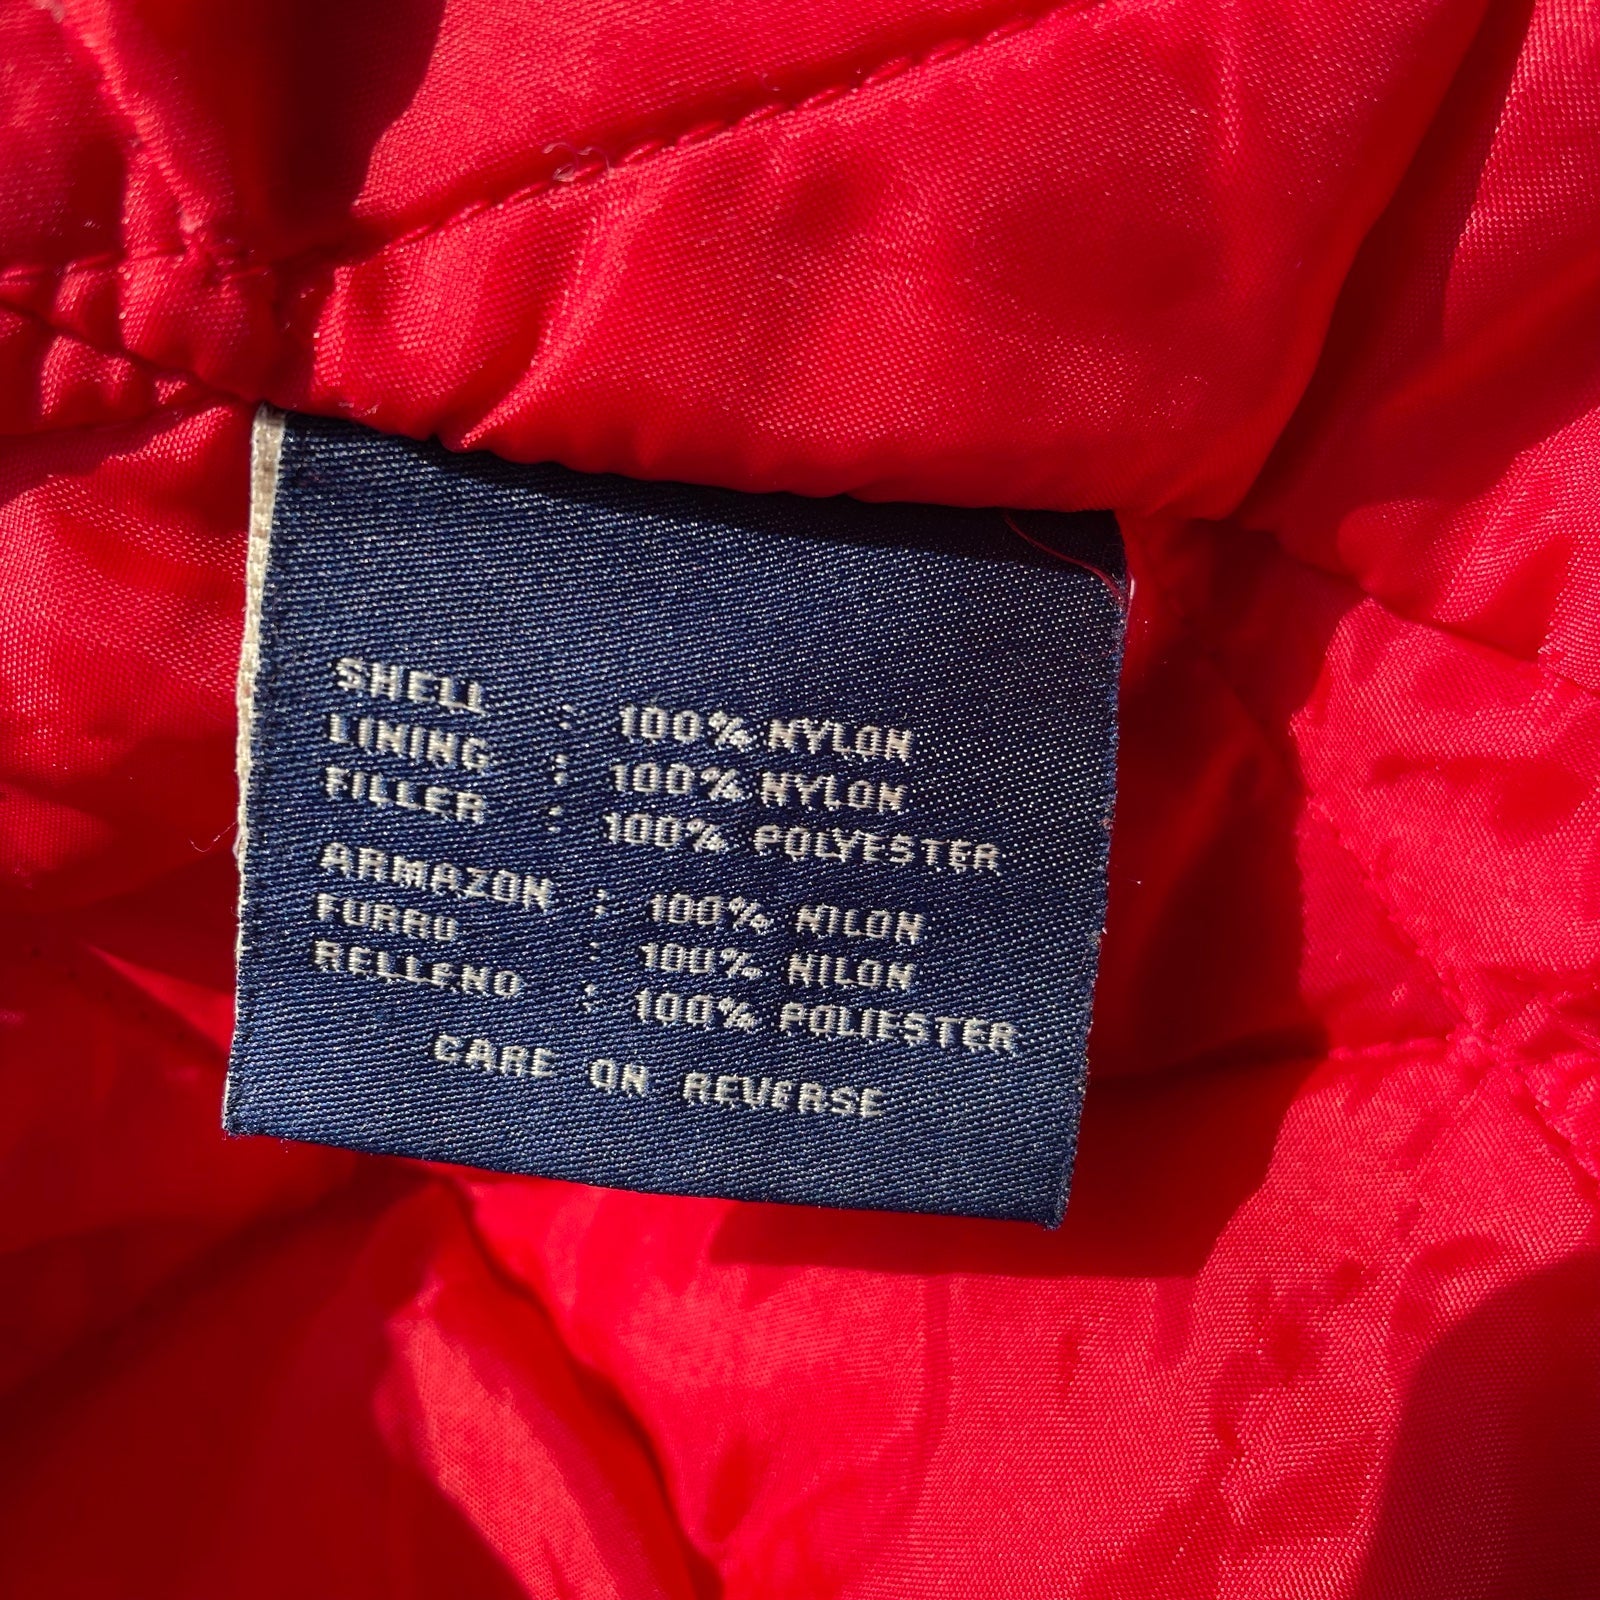 SHELL : 100% NYLON
LINING : 100% NYLON
FILLER : 100% POLYESTER
ARMAZON : 100% NILON
FURRO : 100% NILON
RELLENO : 100% POLIESTER
CARE ON REVERSE